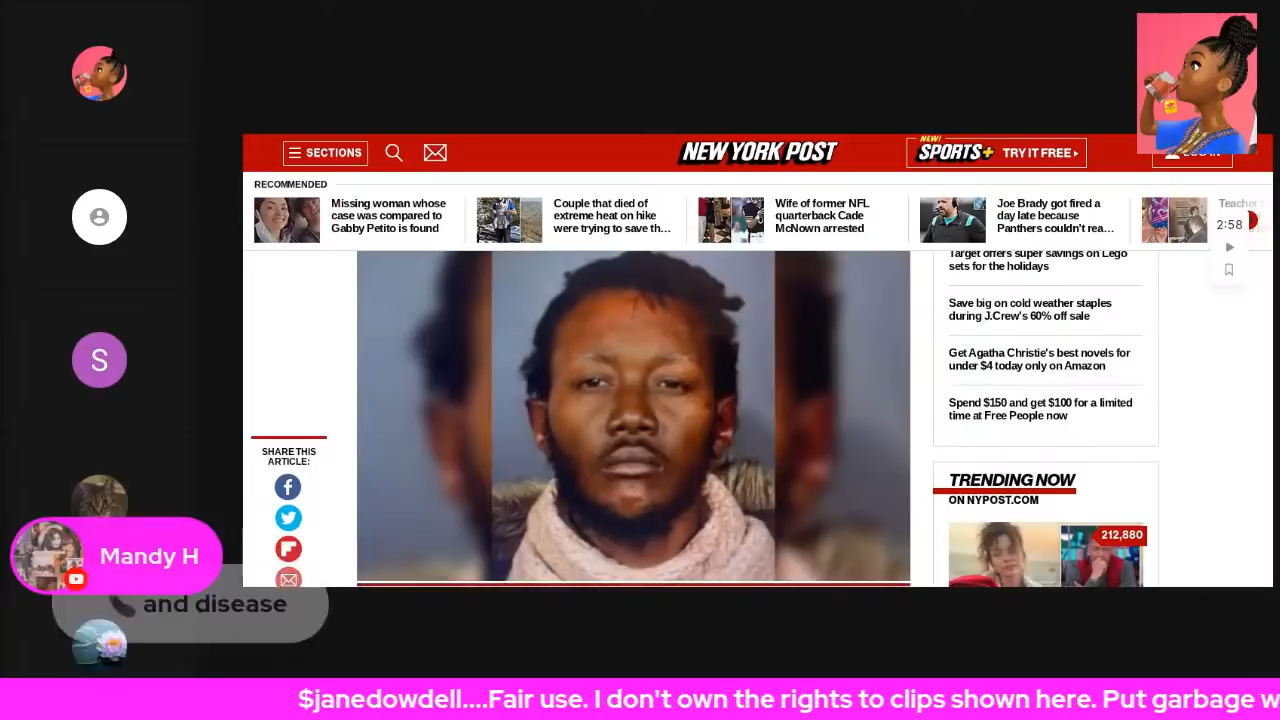 SECTIONS
NEW YORK POST
NEW!
SPORTS+ TRY IT FREE
RECOMMENDED
Missing woman whose
case was compared to
Gabby Petito is found
Couple that died of
extreme heat on hike
were trying to save th...
Wife of former NFL
quarterback Cade
McNown arrested
Joe Brady got fired a
day late because
Panthers couldn't rea...
Teacher
2:58
Target offers super savings on Lego
sets for the holidays
Save big on cold weather staples
during J.Crew's 60% off sale
Get Agatha Christie's best novels for
under $4 today only on Amazon
Spend $150 and get $100 for a limited
time at Free People now
S
SHARE THIS
ARTICLE:
TRENDING NOW
ON NYPOST.COM
212,880
Mandy H
and disease
$janedowdell....Fair use. I don't own the rights to clips shown here. Put garbage w